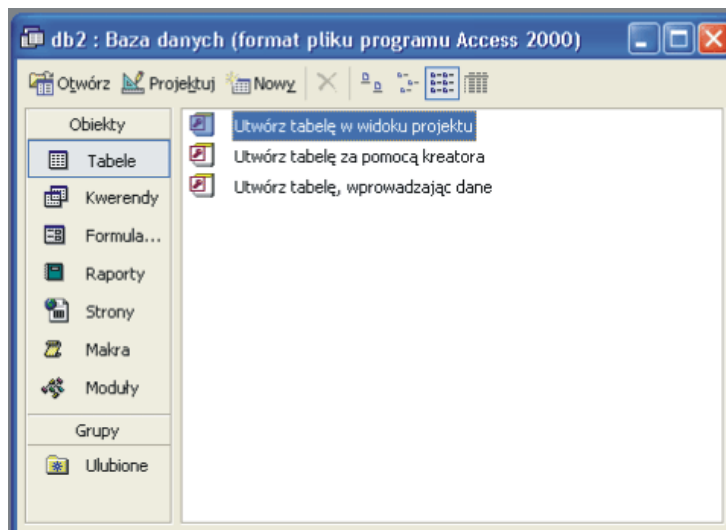 db2 : Baza danych (format pliku programu Access 2000)
Otwórz Projektuj Nowy
Obiekty
Tabele
Kwerendy
Formula...
Raporty
Strony
Makra
Moduły
Grupy
Ulubione
Utwórz tabelę w widoku projektu
Utwórz tabelę za pomocą kreatora
Utwórz tabelę, wprowadzając dane